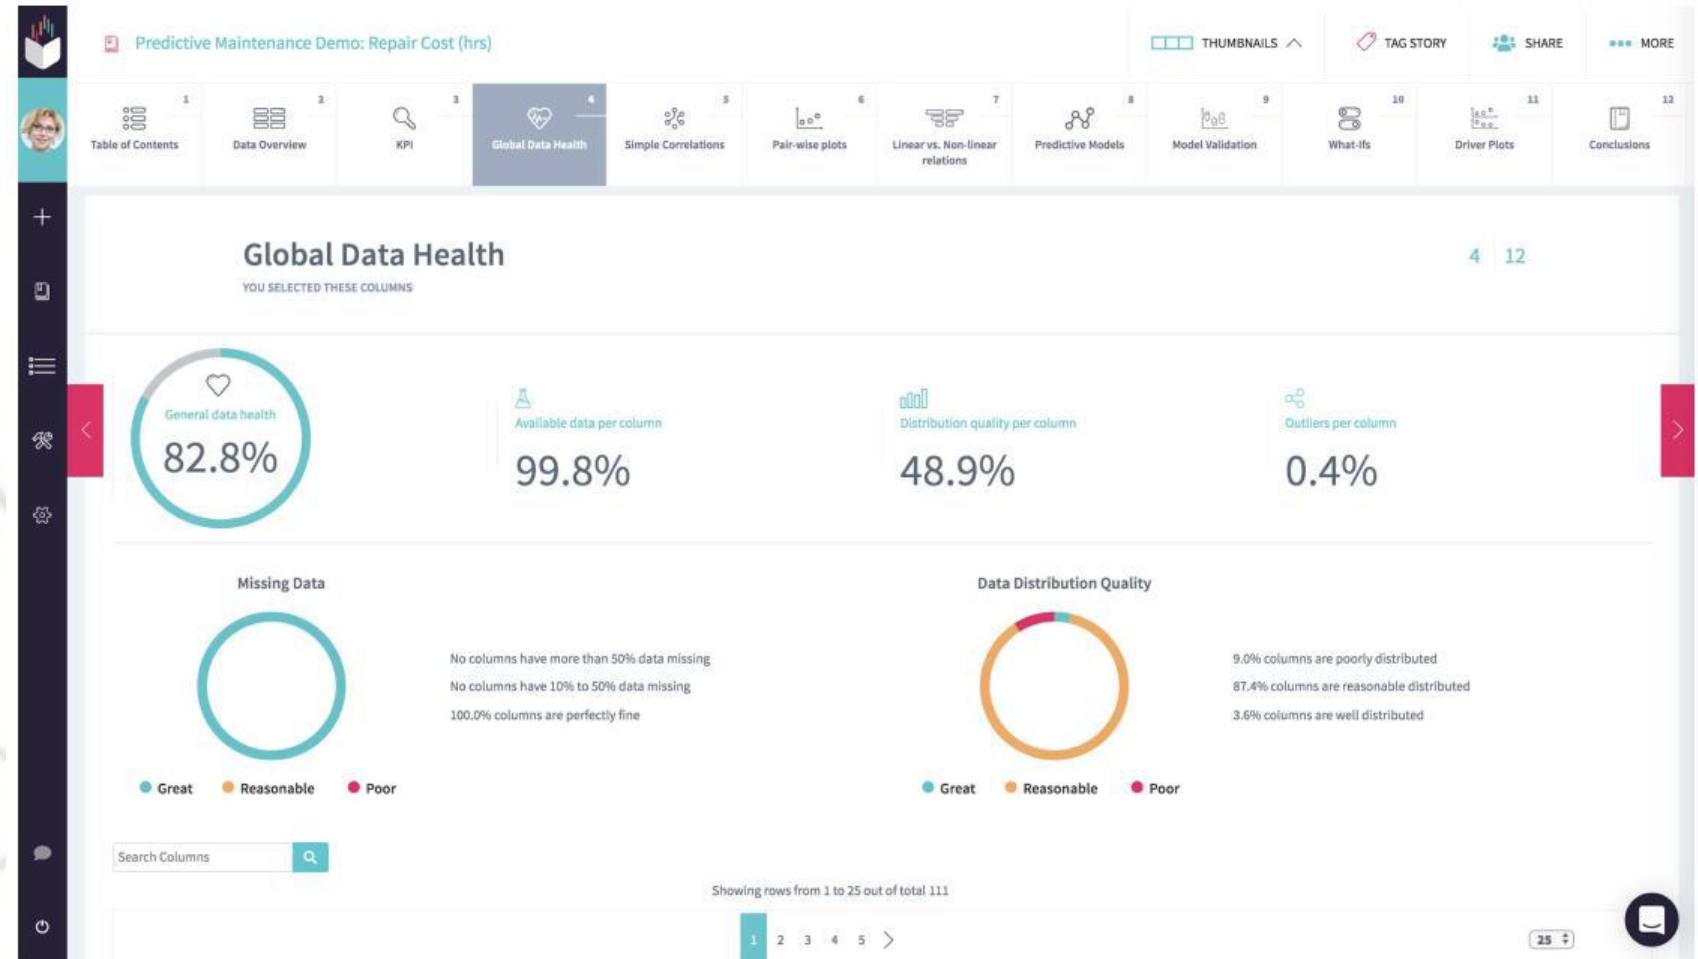 Predictive Maintenance Demo: Repair Cost (hrs)
THUMBNAILS
TAG STORY
SHARE
MORE
1
Table of Contents
2
Data Overview
3
KPI
4
Global Data Health
5
Simple Correlations
6
Pair-wise plots
7
Linear vs. Non-linear
relations
8
Predictive Models
9
Model Validation
10
What-Ifs
11
Driver Plots
12
Conclusions
Global Data Health
4 12
YOU SELECTED THESE COLUMNS
General data health
82.8%
Available data per column
99.8%
Distribution quality per column
48.9%
Outliers per column
0.4%
Missing Data
No columns have more than 50% data missing
No columns have 10% to 50% data missing
100.0% columns are perfectly fine
Great Reasonable Poor
Data Distribution Quality
9.0% columns are poorly distributed
87.4% columns are reasonable distributed
3.6% columns are well distributed
Great Reasonable Poor
Search Columns
Showing rows from 1 to 25 out of total 111
1 2 3 4 5
25